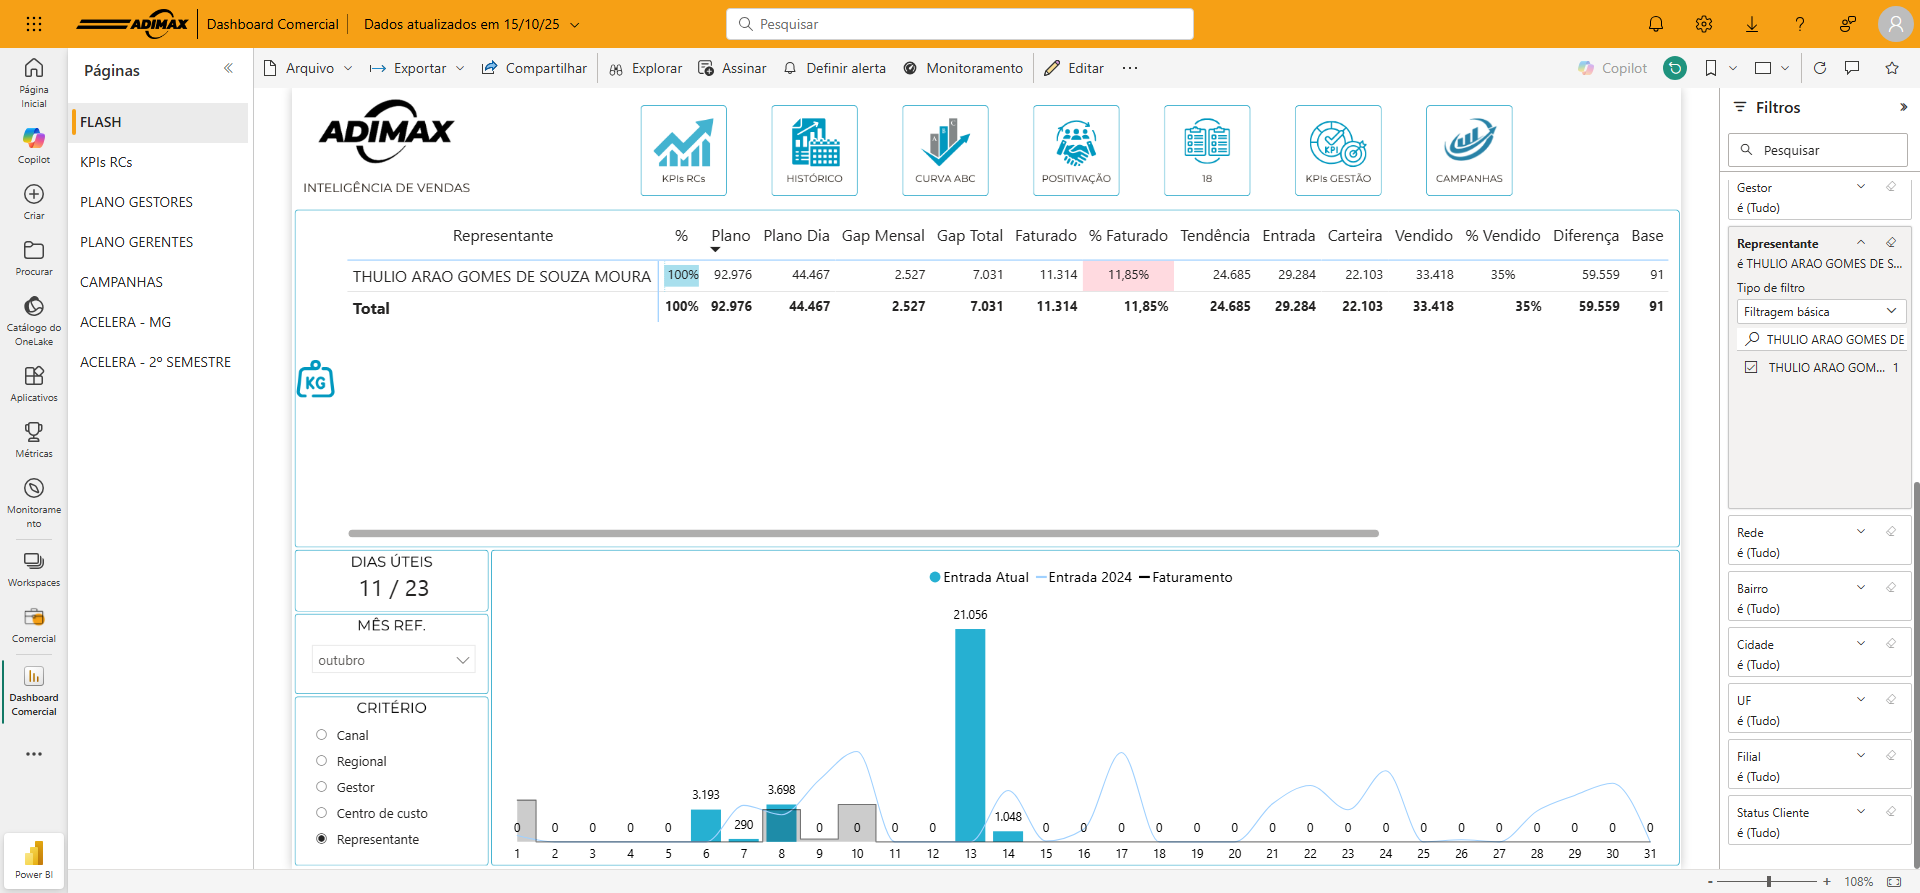 ADIMAX Dashboard Comercial Dados atualizados em 15/10/25 Pesquisar
Arquivo Exportar Compartilhar Explorar Assinar Definir alerta Monitoramento Editar ... Copilot
Página Inicial
Copilot
Criar
Procurar
Catálogo do OneLake
Aplicativos
Métricas
Monitoramento
Workspaces
Comercial
Dashboard Comercial
Power BI
Páginas
FLASH
KPIs RCs
PLANO GESTORES
PLANO GERENTES
CAMPANHAS
ACELERA - MG
ACELERA - 2º SEMESTRE
ADIMAX
INTELIGÊNCIA DE VENDAS
KPIs RCs HISTÓRICO CURVA ABC POSITIVAÇÃO 18 KPIs GESTÃO CAMPANHAS
Representante % Plano Plano Dia Gap Mensal Gap Total Faturado % Faturado Tendência Entrada Carteira Vendido % Vendido Diferença Base
THULIO ARAO GOMES DE SOUZA MOURA 100% 92.976 44.467 2.527 7.031 11.314 11,85% 24.685 29.284 22.103 33.418 35% 59.559 91
Total 100% 92.976 44.467 2.527 7.031 11.314 11,85% 24.685 29.284 22.103 33.418 35% 59.559 91
KG
DIAS ÚTEIS
11 / 23
MÊS REF.
outubro
CRITÉRIO
Canal
Regional
Gestor
Centro de custo
Representante
Entrada Atual Entrada 2024 Faturamento
21.056
3.193 3.698
290 1.048
0 0 0 0 0 0 0 0 0 0 0 0 0 0 0 0 0 0 0 0 0 0 0 0 0 0
1 2 3 4 5 6 7 8 9 10 11 12 13 14 15 16 17 18 19 20 21 22 23 24 25 26 27 28 29 30 31
Filtros
Pesquisar
Gestor
é (Tudo)
Representante
é THULIO ARAO GOMES DE S...
Tipo de filtro
Filtragem básica
THULIO ARAO GOMES DE
THULIO ARAO GOM... 1
Rede
é (Tudo)
Bairro
é (Tudo)
Cidade
é (Tudo)
UF
é (Tudo)
Filial
é (Tudo)
Status Cliente
é (Tudo)
- + 108%